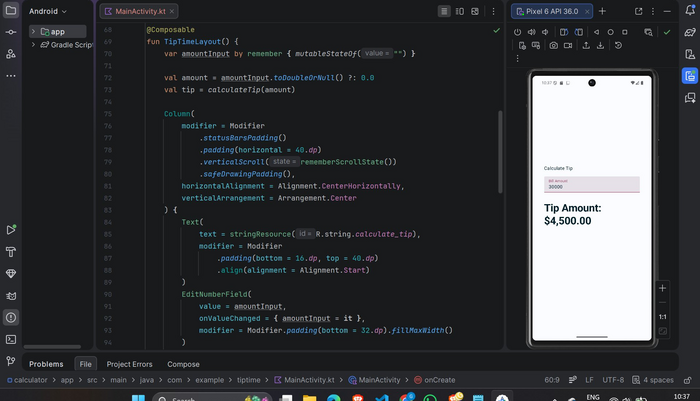 Android
MainActivity.kt
Pixel 6 API 36.0
app
Gradle Script
68 @Composable
69 fun TipTimeLayout() {
70 var amountInput by remember { mutableStateOf( value = "") }
71
72 val amount = amountInput.toDoubleOrNull() ?: 0.0
73 val tip = calculateTip(amount)
74
75 Column(
76 modifier = Modifier
77 .statusBarsPadding()
78 .padding(horizontal = 40.dp)
79 .verticalScroll( state = rememberScrollState())
80 .safeDrawingPadding(),
81 horizontalAlignment = Alignment.CenterHorizontally,
82 verticalArrangement = Arrangement.Center
83 ) {
84 Text(
85 text = stringResource( id = R.string.calculate_tip),
86 modifier = Modifier
87 .padding(bottom = 16.dp, top = 40.dp)
88 .align(alignment = Alignment.Start)
89 )
90 EditNumberField(
91 value = amountInput,
92 onValueChanged = { amountInput = it },
93 modifier = Modifier.padding(bottom = 32.dp).fillMaxWidth()
94 )
10:37
Calculate Tip
Bill Amount
30000
Tip Amount:
$4,500.00
1:1
Problems File Project Errors Compose
calculator > app > src > main > java > com > example > tiptime > MainActivity.kt > MainActivity > onCreate 60:9 LF UTF-8 4 spaces
Search
ENG
10:37